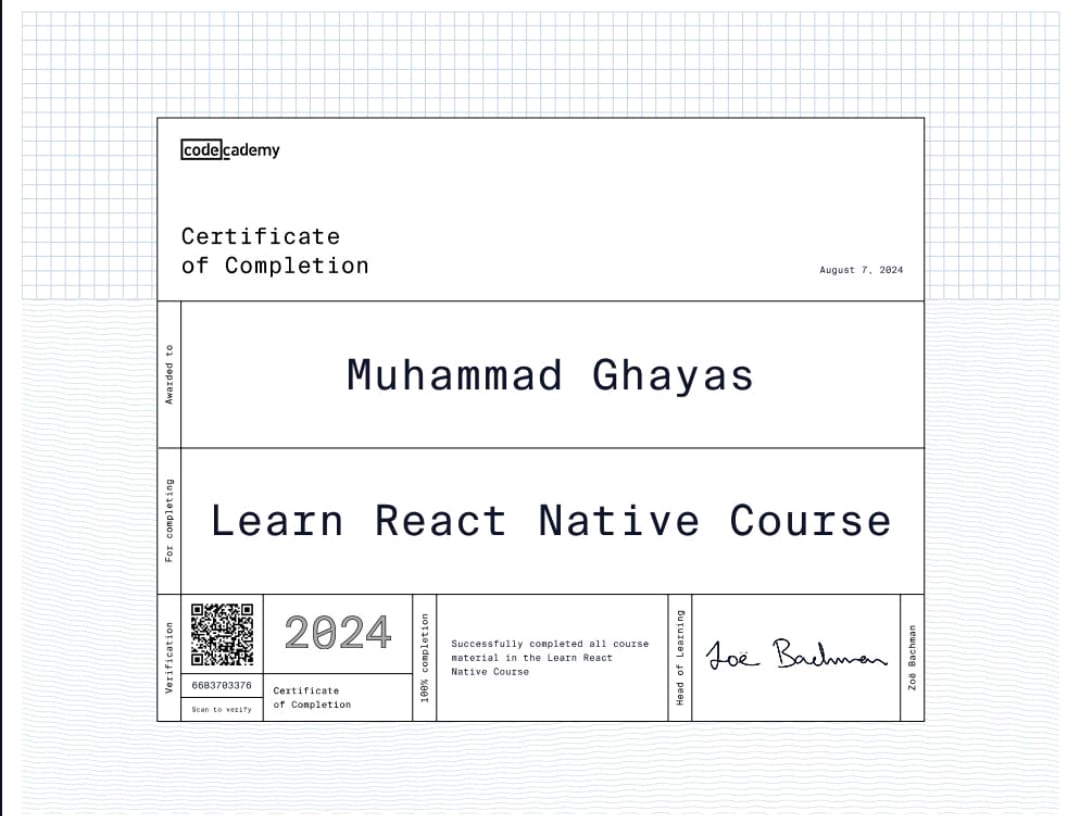 codecademy
Certificate
of Completion
August 7, 2024
Awarded to
Muhammad Ghayas
For completing
Learn React Native Course
Verification
6683703376
Scan to verify
2024
Certificate
of Completion
100% completion
Successfully completed all course
material in the Learn React
Native Course
Head of Learning
Zoë Bachman
Zoë Bachman